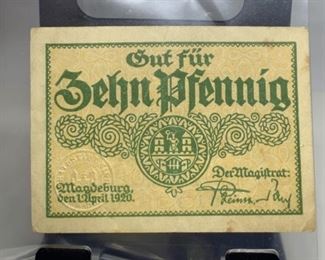 Gut für
Zehn Pfennig
Magdeburg,
den 1. April 1920.
Der Magistrat: